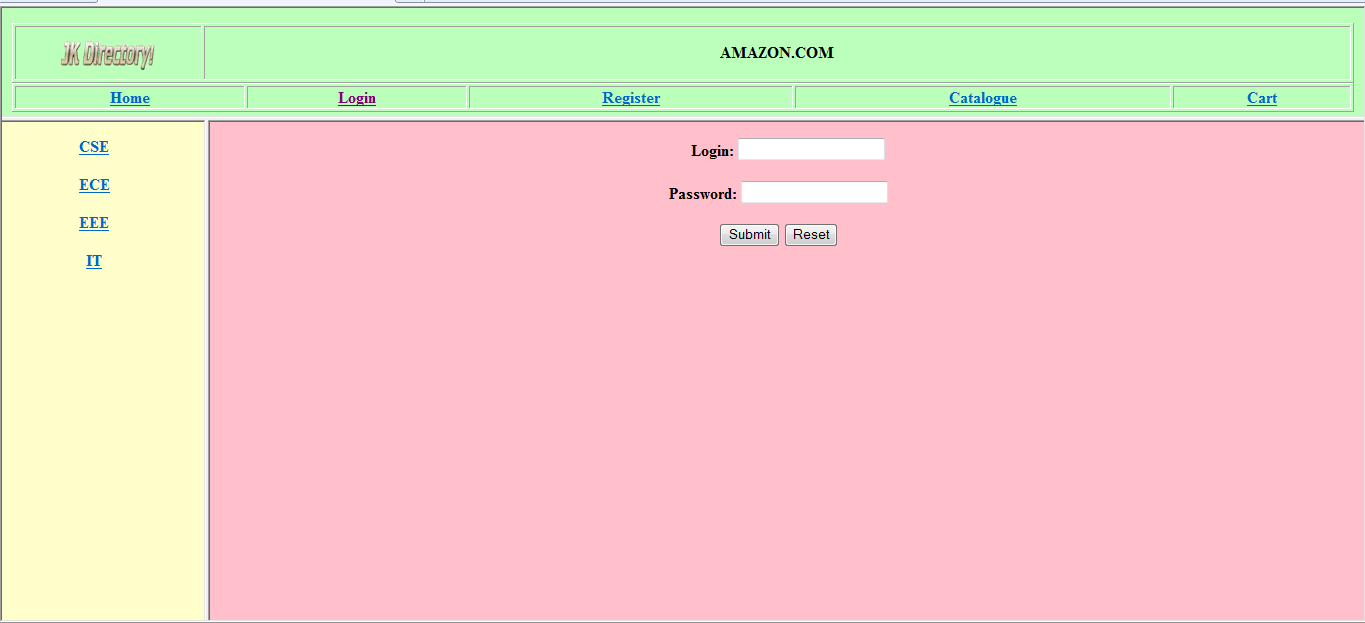 JK Directory!
AMAZON.COM
Home Login Register Catalogue Cart
CSE
ECE
EEE
IT
Login:
Password:
Submit Reset